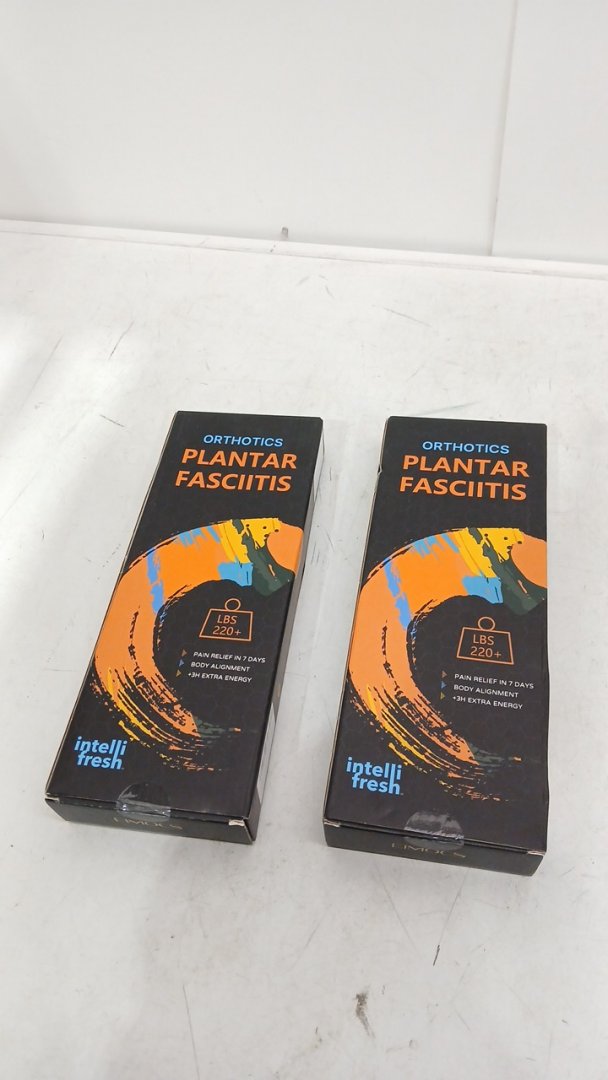 ORTHOTICS
PLANTAR
FASCIITIS
LBS
220+
PAIN RELIEF IN 7 DAYS
BODY ALIGNMENT
+3H EXTRA ENERGY
intelli
fresh
ORTHOTICS
PLANTAR
FASCIITIS
LBS
220+
PAIN RELIEF IN 7 DAYS
BODY ALIGNMENT
+3H EXTRA ENERGY
intelli
fresh